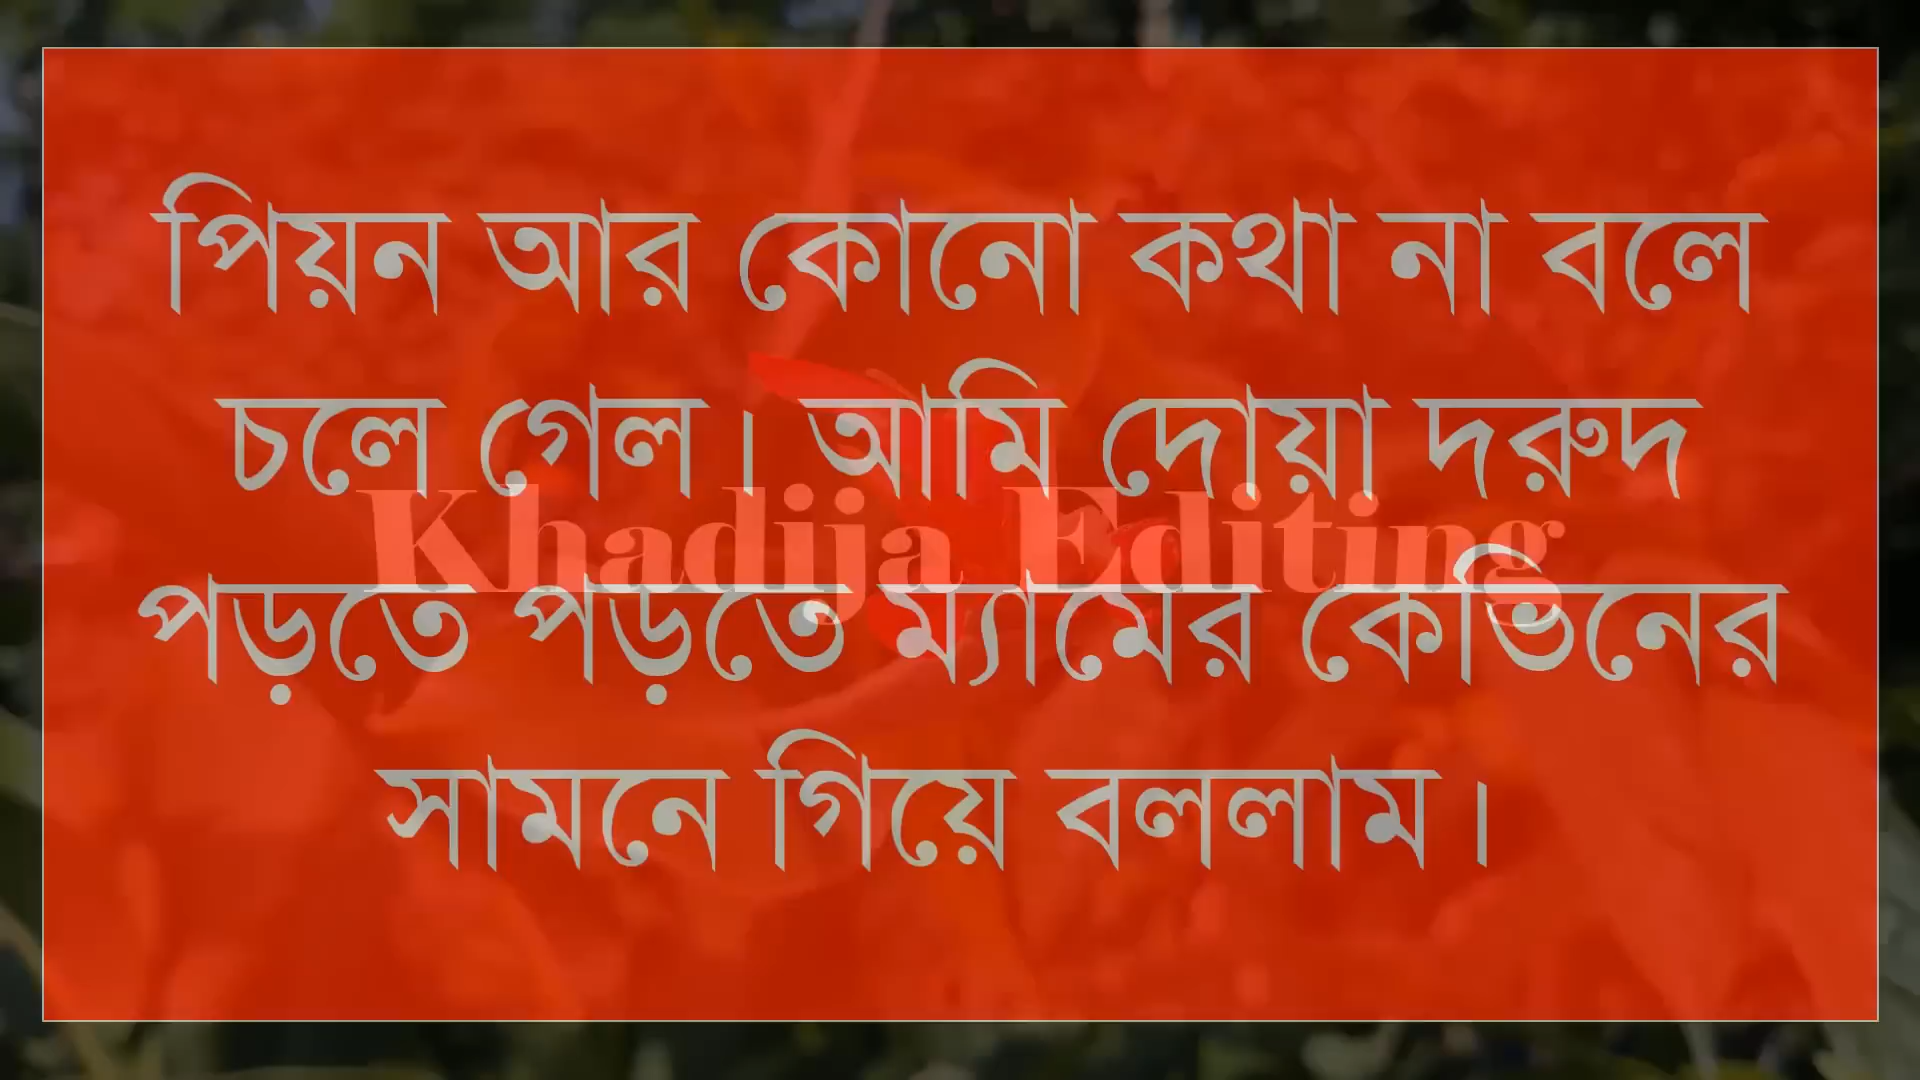 পিয়ন আর কোনো কথা না বলে
চলে গেল। আমি দোয়া দরুদ
Khadija Editing
পড়তে পড়তে ম্যামের কেভিনের
সামনে গিয়ে বললাম।